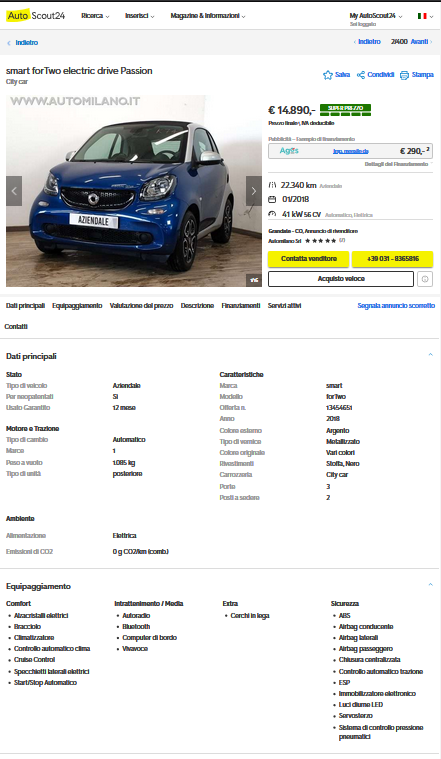 AutoScout24
Ricerca
Inserisci
Magazine & Informazioni
My AutoScout24
Sei loggato
Indietro
Indietro 2/400 Avanti
smart forTwo electric drive Passion
City car
Salva Condividi Stampa
WWW.AUTOMILANO.IT
AZIENDALE
1/16
€ 14.890,-
SUPER PREZZO
Prezzo finale, IVA deducibile
Pubblicità - Esempio di finanziamento
Agos
Imp. mensile da
€ 290,- 2
Dettagli del Finanziamento
22.340 km Aziendale
01/2018
41 kW 56 CV Automatico, Elettrica
Grandate - CO, Annuncio di rivenditore
Automilano Srl
Contatta venditore
+39 031 - 8365816
Acquisto veloce
Dati principali Equipaggiamento Valutazione del prezzo Descrizione Finanziamenti Servizi attivi
Segnala annuncio scorretto
Contatti
Dati principali
Stato
Tipo di veicolo Aziendale
Per neopatentati Sì
Usato Garantito 12 mese
Motore e Trazione
Tipo di cambio Automatico
Marce 1
Peso a vuoto 1.085 kg
Tipo di unità posteriore
Caratteristiche
Marca smart
Modello forTwo
Offerta n. 13454651
Anno 2018
Colore esterno Argento
Tipo di vernice Metallizzato
Colore originale Vari colori
Rivestimenti Stoffa, Nero
Carrozzeria City car
Porte 3
Posti a sedere 2
Ambiente
Alimentazione Elettrica
Emissioni di CO2 0 g CO2/km (comb.)
Equipaggiamento
Comfort
Alzacristalli elettrici
Bracciolo
Climatizzatore
Controllo automatico clima
Cruise Control
Specchietti laterali elettrici
Start/Stop Automatico
Intrattenimento / Media
Autoradio
Bluetooth
Computer di bordo
Vivavoce
Extra
Cerchi in lega
Sicurezza
ABS
Airbag conducente
Airbag laterali
Airbag passeggero
Chiusura centralizzata
Controllo automatico trazione
ESP
Immobilizzatore elettronico
Luci diurne LED
Servosterzo
Sistema di controllo pressione
pneumatici